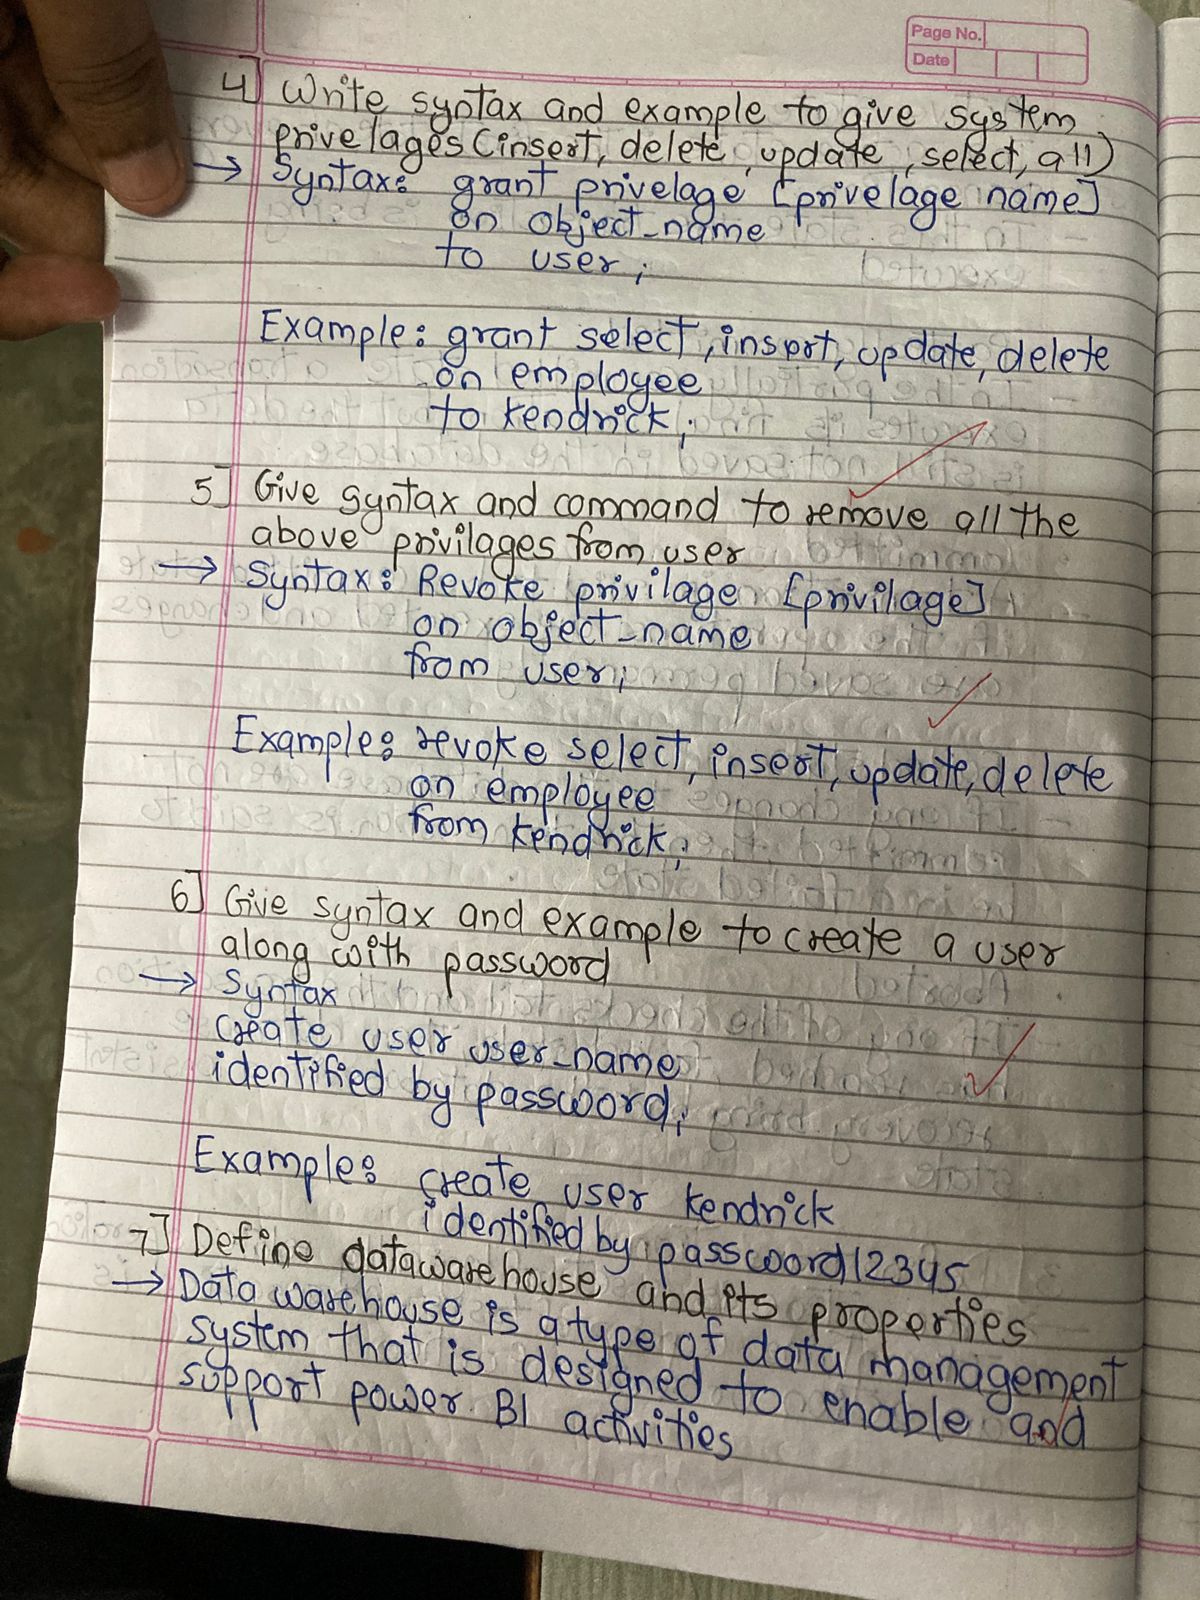 Page No.
Date
4] Write syntax and example to give system
privelages (insert, delete, update, select, all)
→ Syntax: grant privelage [privelage name]
on object_name
to user;
Example: grant select, insert, update, delete
on employee
to kendrick;
5] Give syntax and command to remove all the
above privilages from user
→ Syntax: Revoke privilage [privilage]
on object_name
from user;
Example: revoke select, insert, update, delete
on employee
from kendrick;
6] Give syntax and example to create a user
along with password
→ Syntax
create user user_name
identified by password;
Example: create user kendrick
identified by password12345
7] Define datawarehouse and its properties
→ Data warehouse is a type of data management
system that is designed to enable and
support power BI activities